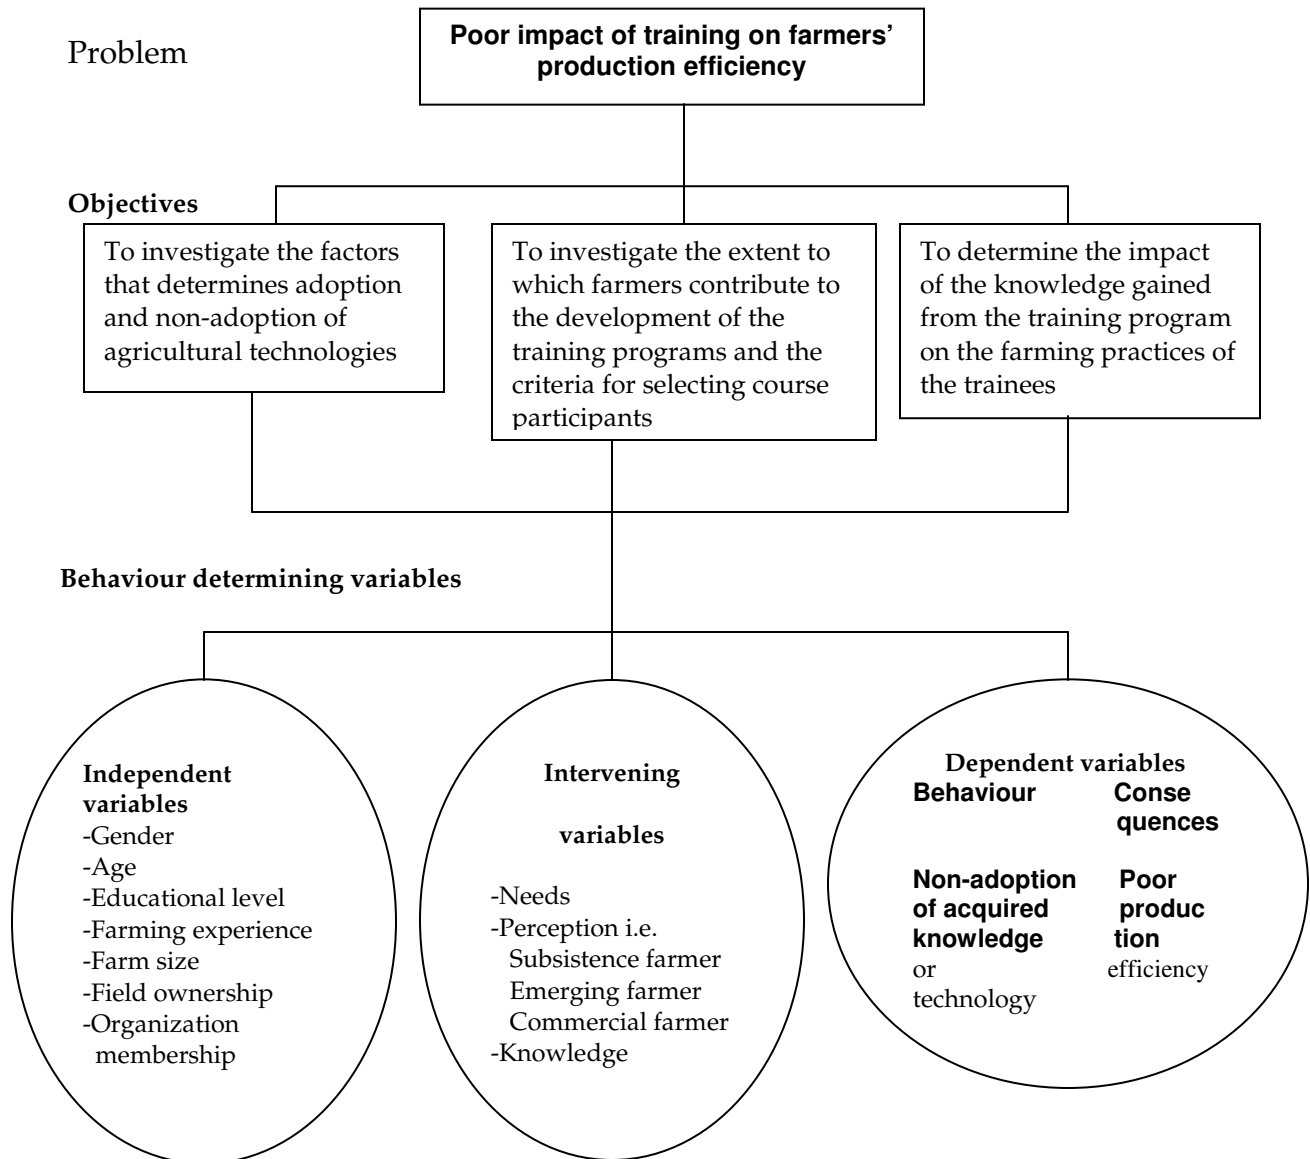 Problem
Poor impact of training on farmers’
production efficiency
Objectives
To investigate the factors
that determines adoption
and non-adoption of
agricultural technologies
To investigate the extent to
which farmers contribute to
the development of the
training programs and the
criteria for selecting course
participants
To determine the impact
of the knowledge gained
from the training program
on the farming practices of
the trainees
Behaviour determining variables
Independent
variables
-Gender
-Age
-Educational level
-Farming experience
-Farm size
-Field ownership
-Organization
membership
Intervening
variables
-Needs
-Perception i.e.
Subsistence farmer
Emerging farmer
Commercial farmer
-Knowledge
Dependent variables
Behaviour Conse
quences
Non-adoption Poor
of acquired produc
knowledge tion
or efficiency
technology